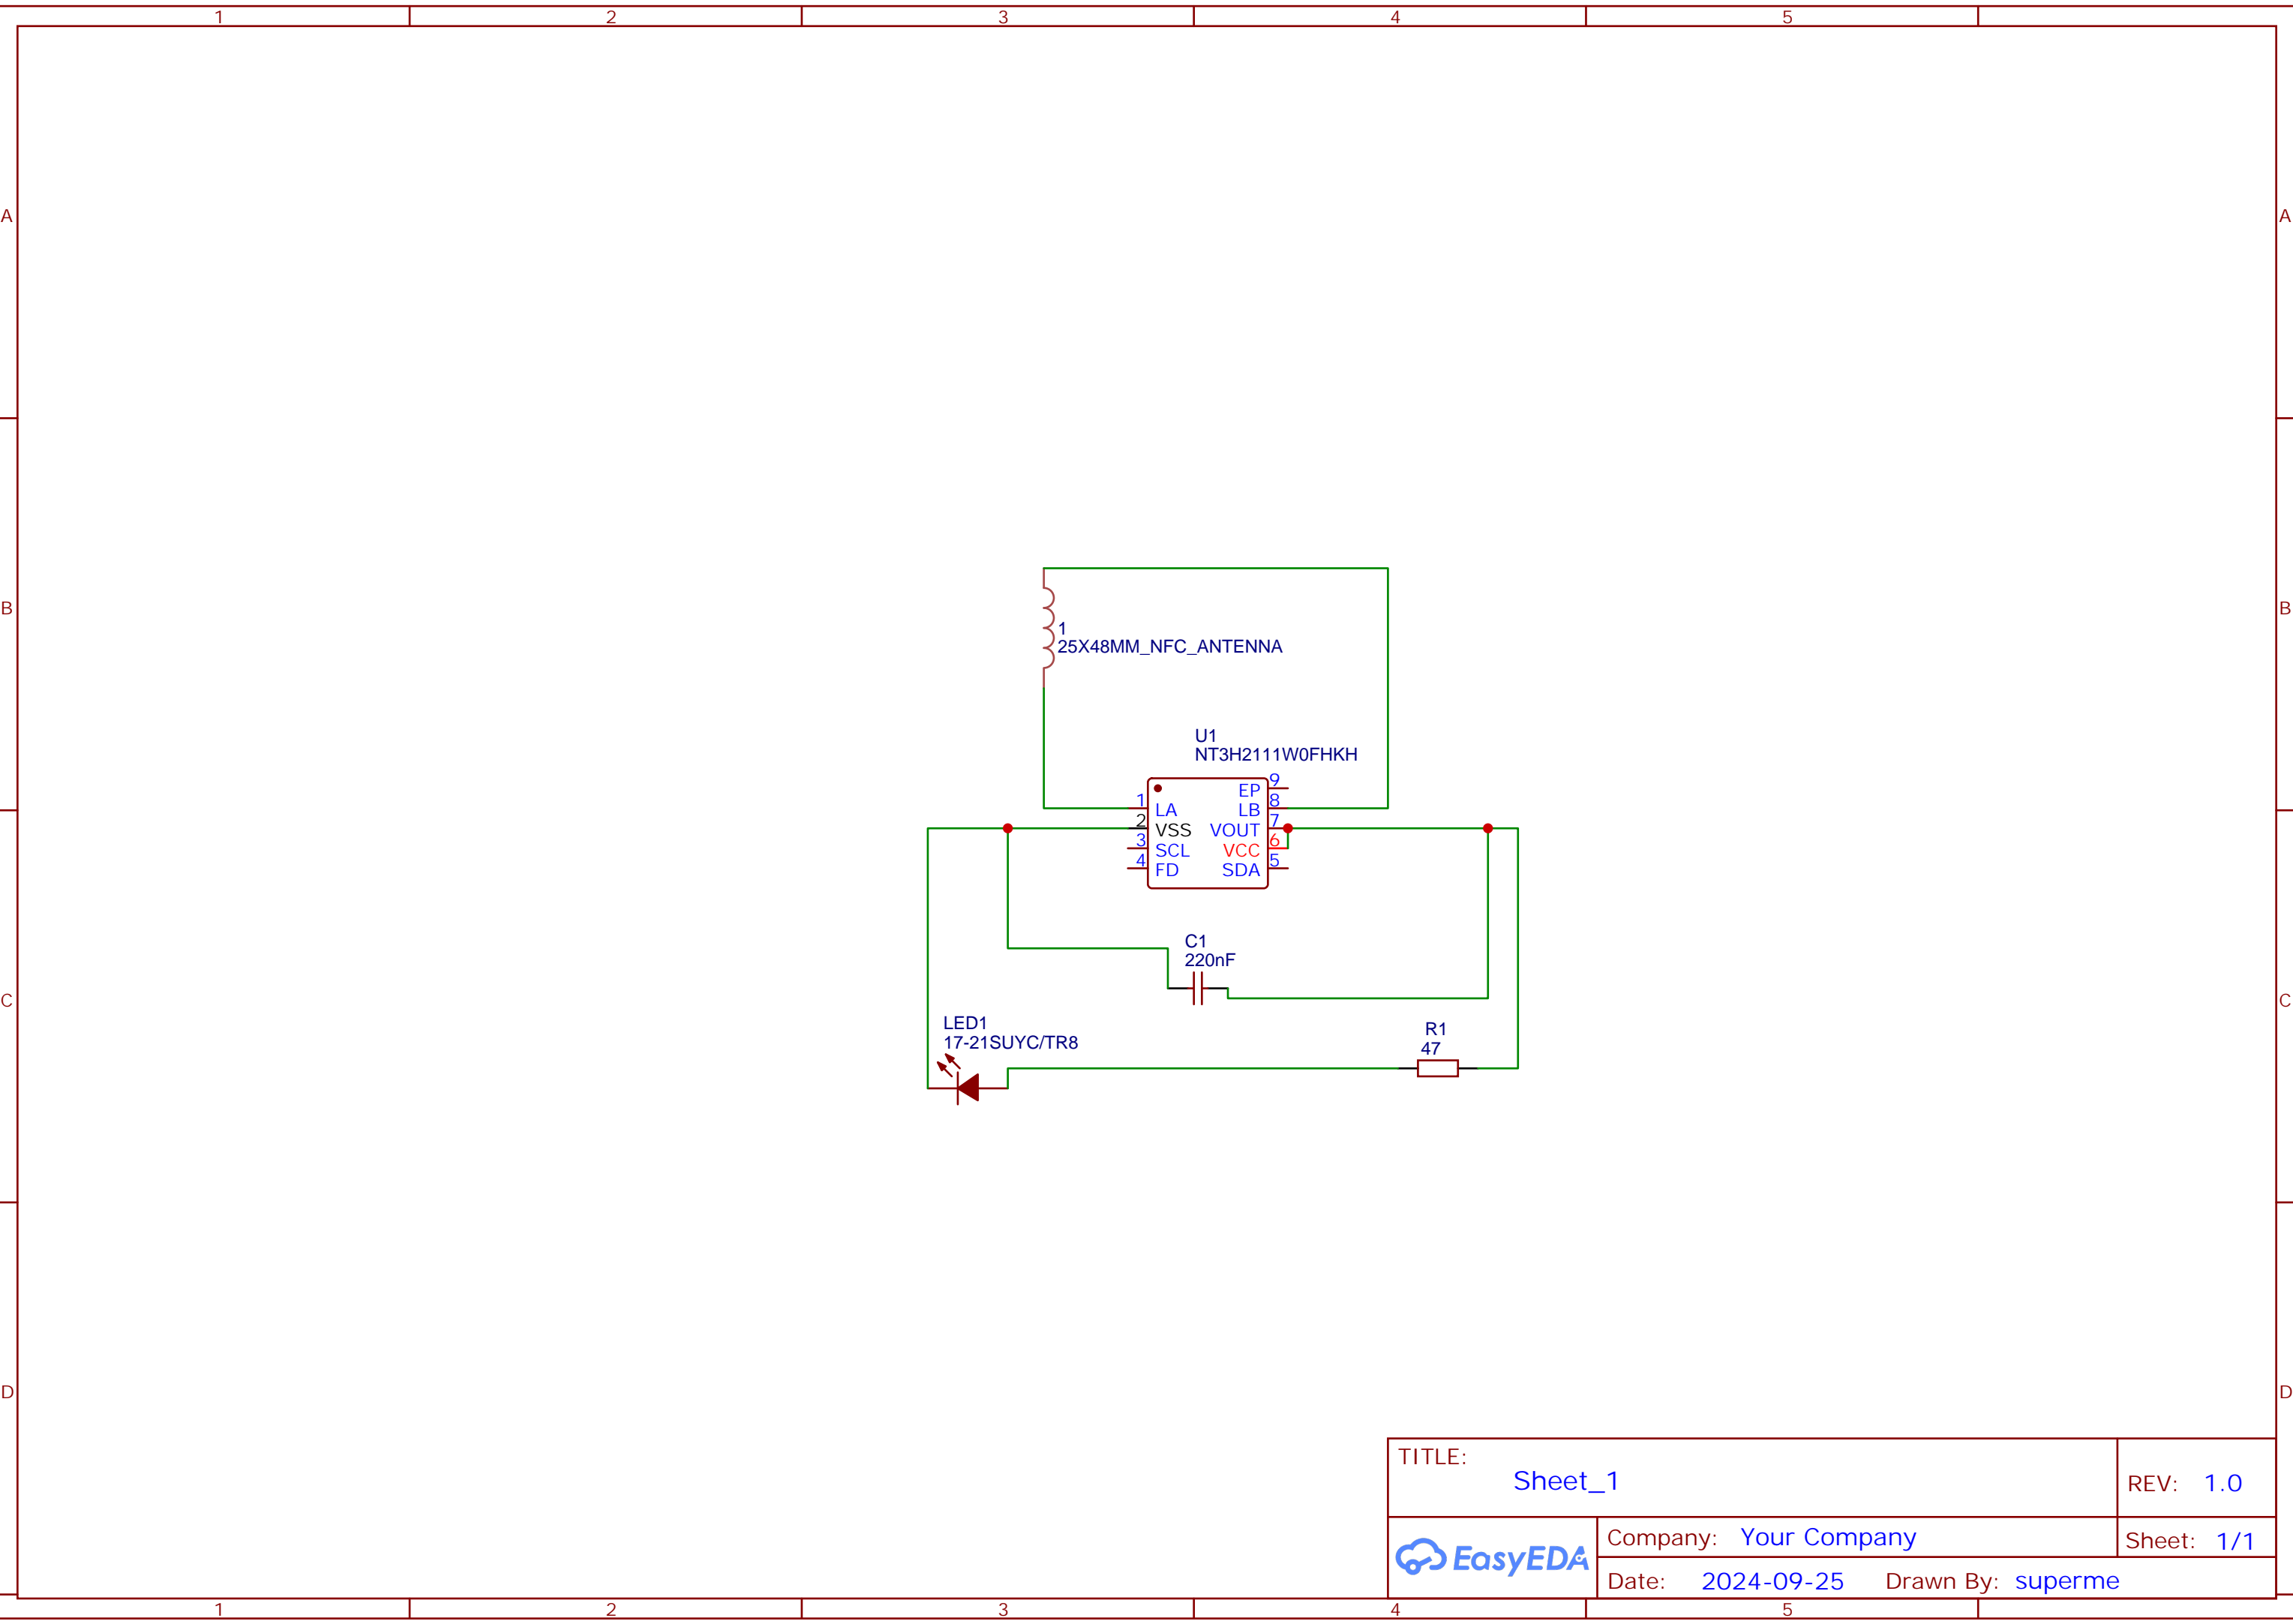 1 2 3 4 5
A A
B B
1
25X48MM_NFC_ANTENNA
U1
NT3H2111W0FHKH
1 LA EP 9
LB 8
2 VSS VOUT 7
3 SCL VCC 6
4 FD SDA 5
C1
220nF
C C
LED1
17-21SUYC/TR8
R1
47
D D
TITLE:
Sheet_1
REV: 1.0
EasyEDA
Company: Your Company
Sheet: 1/1
Date: 2024-09-25 Drawn By: superme
1 2 3 4 5